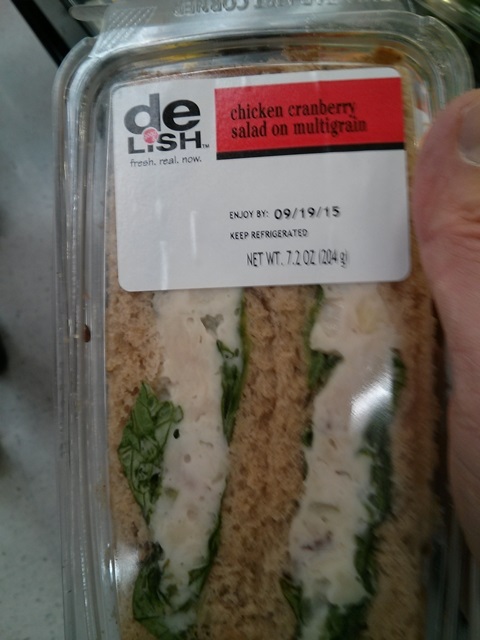 de
LISH™
fresh. real. now.
chicken cranberry
salad on multigrain
ENJOY BY: 09/19/15
KEEP REFRIGERATED
NET WT. 7.2 OZ (204 g)